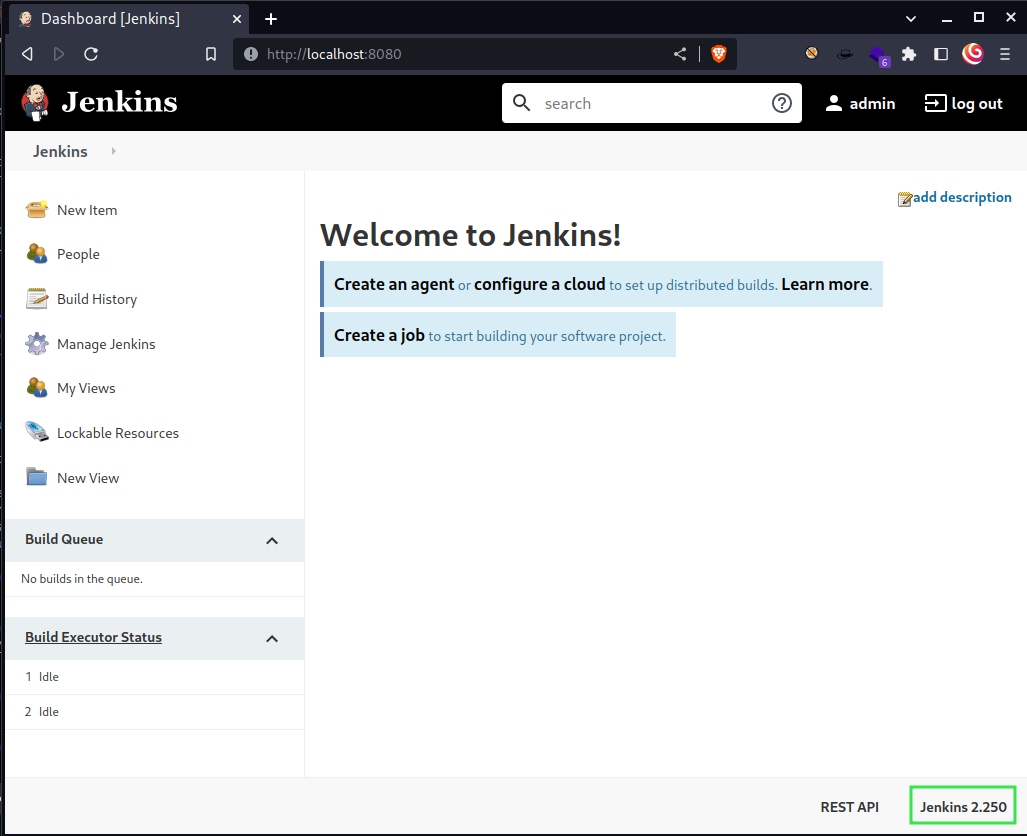 Dashboard [Jenkins]
http://localhost:8080
6
Jenkins
search
admin
log out
Jenkins
add description
New Item
People
Build History
Manage Jenkins
My Views
Lockable Resources
New View
Welcome to Jenkins!
Create an agent or configure a cloud to set up distributed builds. Learn more.
Create a job to start building your software project.
Build Queue
No builds in the queue.
Build Executor Status
1 Idle
2 Idle
REST API
Jenkins 2.250